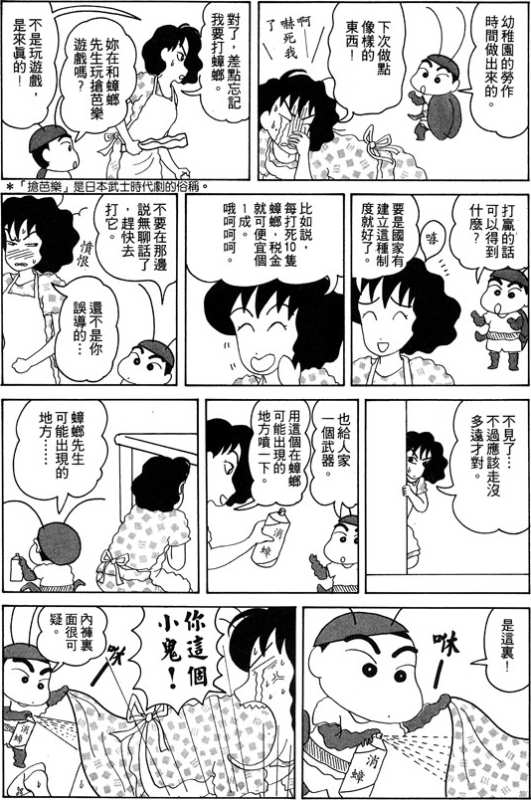 幼稚園的勞作
時間做出來的。
下次做點
像樣的
東西！
啊
嚇死我
了
對了，差點忘記
我要打蟑螂。
妳在和蟑螂
先生玩搶芭樂
遊戲嗎？
不是玩遊戲，
是來真的！
＊「搶芭樂」是日本武士時代劇的俗稱。
打贏的話
可以得到
什麼？
嘻
要是國家有
建立這種制
度就好了。
比如說，
每打死10隻
蟑螂，稅金
就可便宜個
1成。
哦呵呵呵。
不要在那邊
說無聊話了
，趕快去
打它。
憤恨
還不是你
誤導的…
不見了…
不過應該走沒
多遠才對。
也給人家
一個武器。
用這個在蟑螂
可能出現的
地方噴一下。
消蟑
蟑螂先生
可能出現的
地方……
是這裏！
咻
消蟑
你這個
小鬼！
咻
內褲裏
面很可
疑。
消蟑